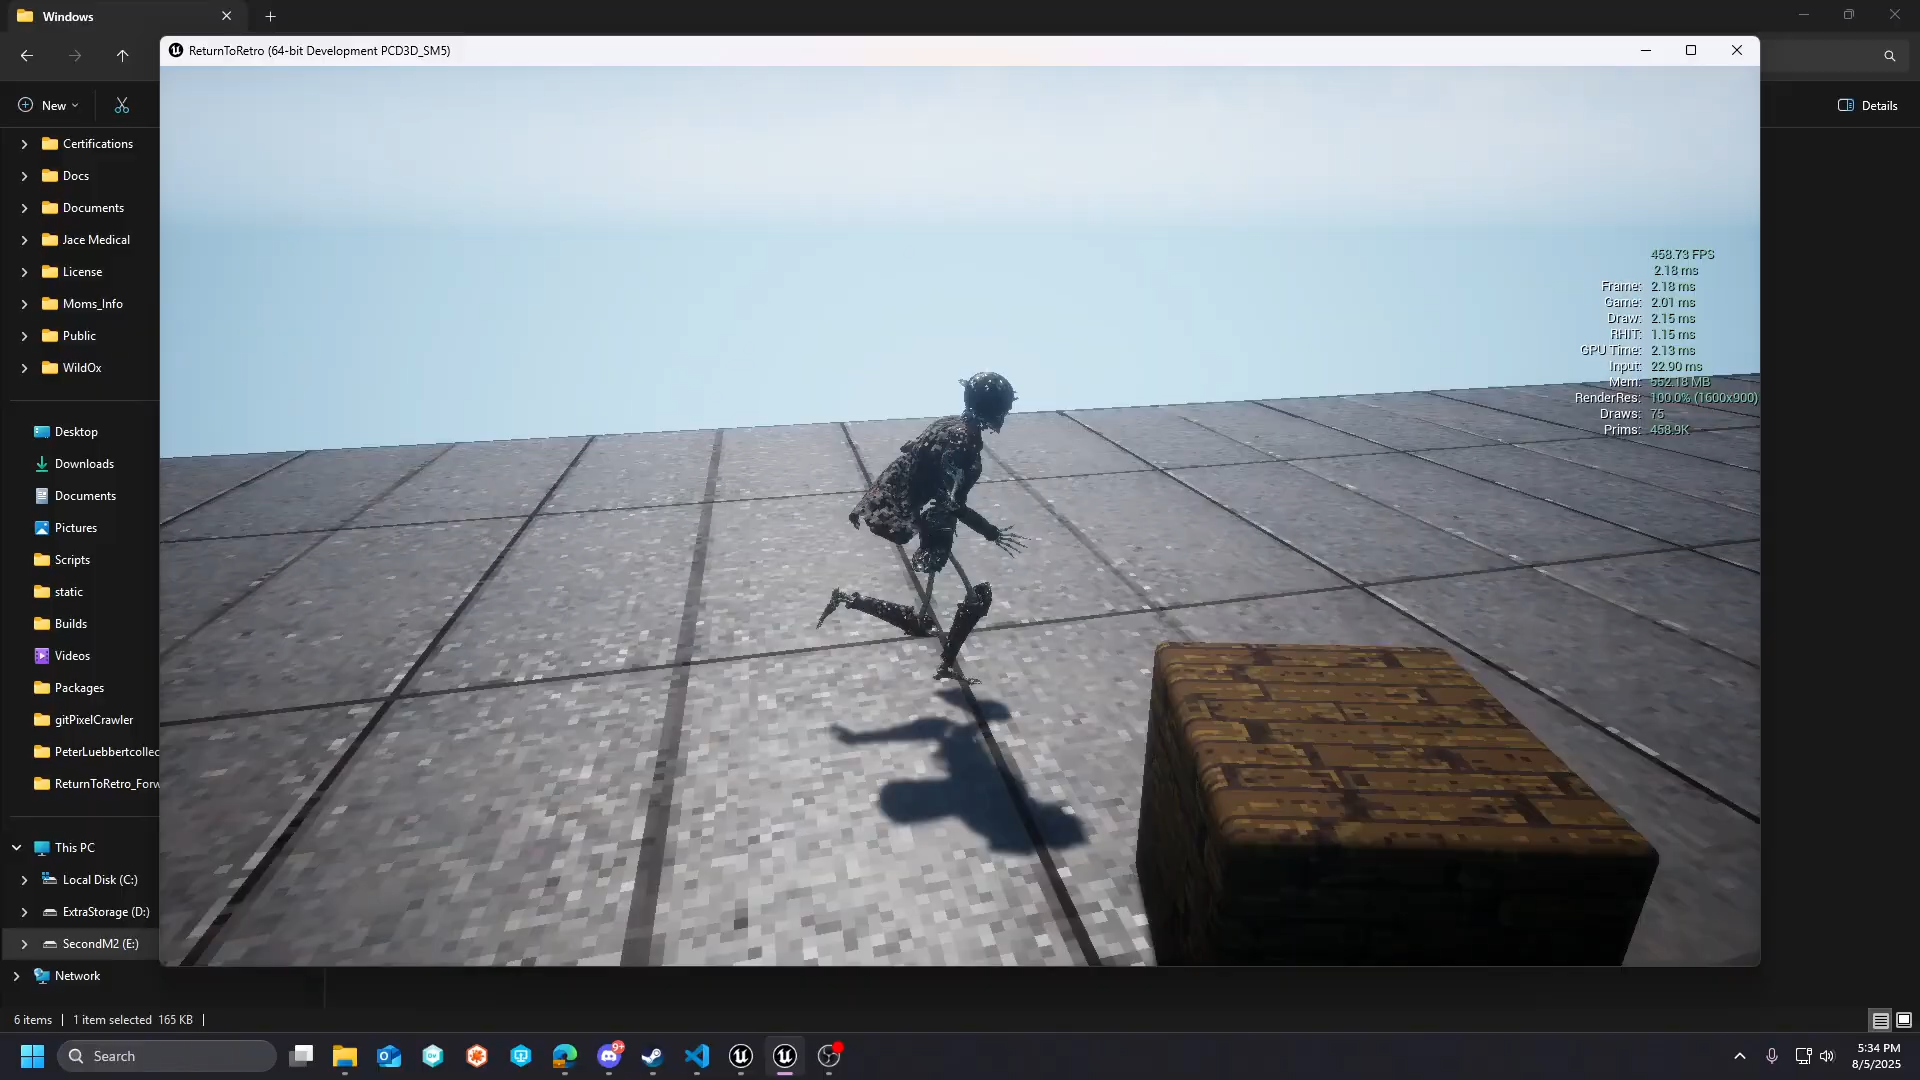 Windows
ReturnToRetro (64-bit Development PCD3D_SM5)
New
Details
Certifications
Docs
Documents
Jace Medical
License
Moms_Info
Public
WildOx
Desktop
Downloads
Documents
Pictures
Scripts
static
Builds
Videos
Packages
gitPixelCrawler
PeterLuebbertcollec
ReturnToRetro_Forw
This PC
Local Disk (C:)
ExtraStorage (D:)
SecondM2 (E:)
Network
458.73 FPS
2.18 ms
Frame: 2.18 ms
Game: 2.01 ms
Draw: 2.15 ms
RHIT: 1.15 ms
GPU Time: 2.13 ms
Input: 22.90 ms
Mem: 552.18 MB
RenderRes: 100.0% (1600x900)
Draws: 75
Prims: 458.9K
6 items | 1 item selected 165 KB |
Search
9+
5:34 PM
8/5/2025